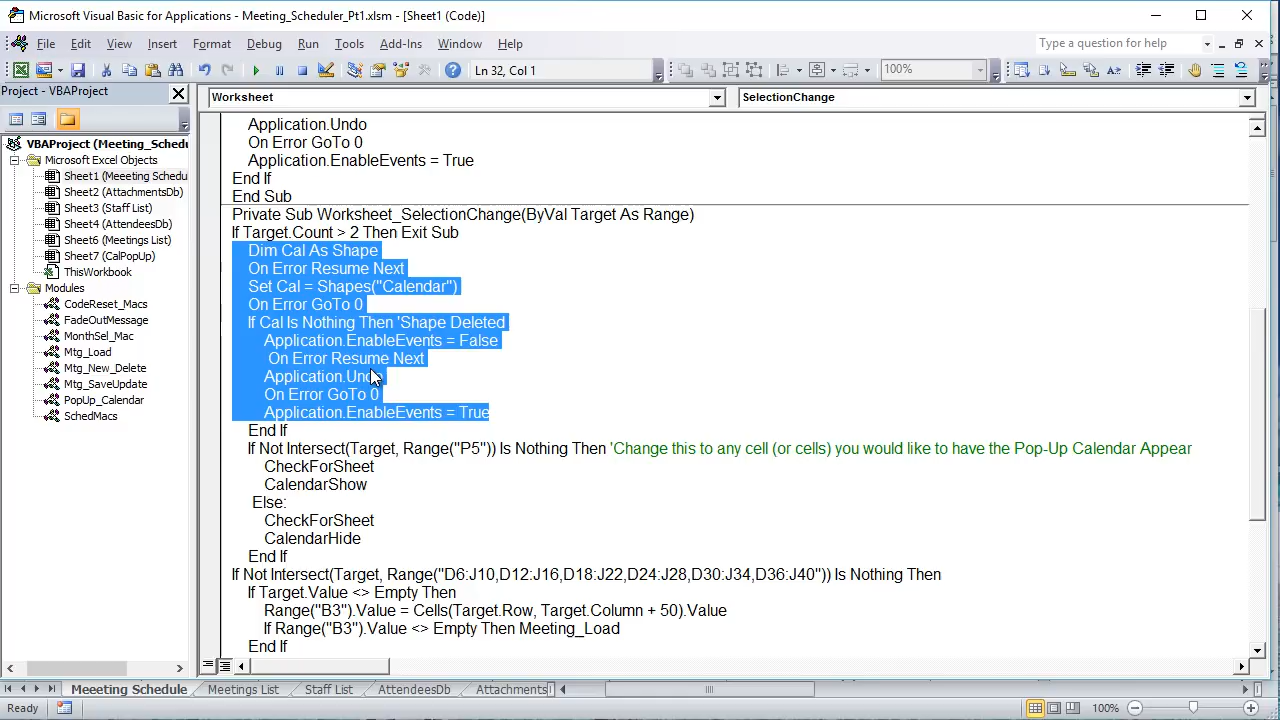 Microsoft Visual Basic for Applications - Meeting_Scheduler_Pt1.xlsm - [Sheet1 (Code)]
File Edit View Insert Format Debug Run Tools Add-Ins Window Help
Type a question for help
Ln 32, Col 1
100%
Project - VBAProject
Worksheet
SelectionChange
VBAProject (Meeting_Schedu
Microsoft Excel Objects
Sheet1 (Meeeting Schedu
Sheet2 (AttachmentsDb)
Sheet3 (Staff List)
Sheet4 (AttendeesDb)
Sheet6 (Meetings List)
Sheet7 (CalPopUp)
ThisWorkbook
Modules
CodeReset_Macs
FadeOutMessage
MonthSel_Mac
Mtg_Load
Mtg_New_Delete
Mtg_SaveUpdate
PopUp_Calendar
SchedMacs
Application.Undo
On Error GoTo 0
Application.EnableEvents = True
End If
End Sub
Private Sub Worksheet_SelectionChange(ByVal Target As Range)
If Target.Count > 2 Then Exit Sub
Dim Cal As Shape
On Error Resume Next
Set Cal = Shapes("Calendar")
On Error GoTo 0
If Cal Is Nothing Then 'Shape Deleted
Application.EnableEvents = False
On Error Resume Next
Application.Undo
On Error GoTo 0
Application.EnableEvents = True
End If
If Not Intersect(Target, Range("P5")) Is Nothing Then 'Change this to any cell (or cells) you would like to have the Pop-Up Calendar Appear
CheckForSheet
CalendarShow
Else:
CheckForSheet
CalendarHide
End If
If Not Intersect(Target, Range("D6:J10,D12:J16,D18:J22,D24:J28,D30:J34,D36:J40")) Is Nothing Then
If Target.Value <> Empty Then
Range("B3").Value = Cells(Target.Row, Target.Column + 50).Value
If Range("B3").Value <> Empty Then Meeting_Load
End If
Meeeting Schedule Meetings List Staff List AttendeesDb Attachments
Ready
100%